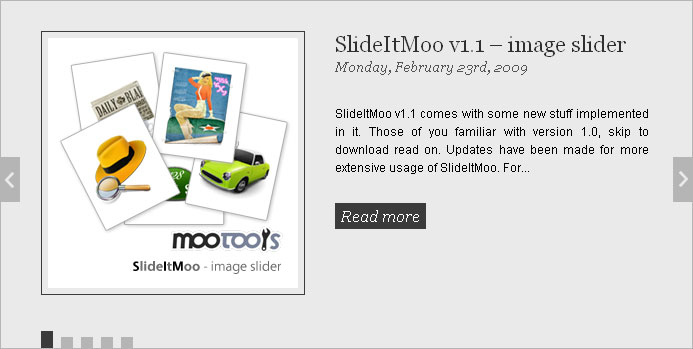 SlideItMoo v1.1 – image slider
Monday, February 23rd, 2009
SlideItMoo v1.1 comes with some new stuff implemented
in it. Those of you familiar with version 1.0, skip to
download read on. Updates have been made for more
extensive usage of SlideItMoo. For...
Read more
DAILY BLA
mootools
SlideItMoo - image slider